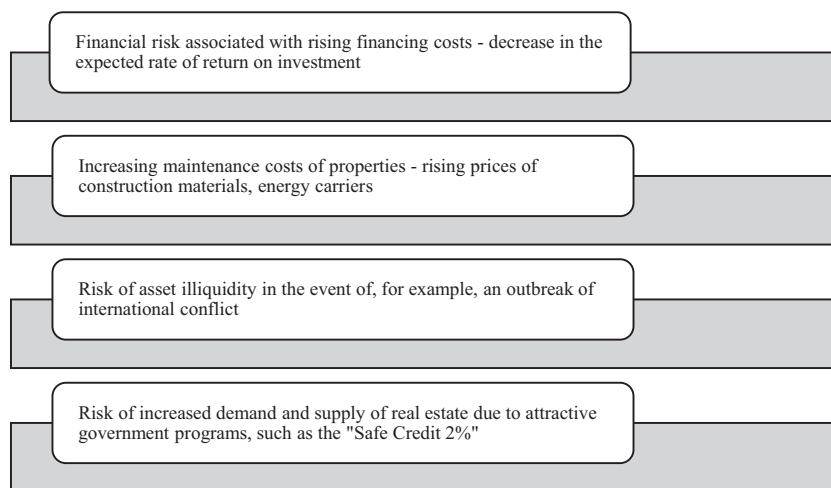 Financial risk associated with rising financing costs - decrease in the
expected rate of return on investment
Increasing maintenance costs of properties - rising prices of
construction materials, energy carriers
Risk of asset illiquidity in the event of, for example, an outbreak of
international conflict
Risk of increased demand and supply of real estate due to attractive
government programs, such as the "Safe Credit 2%"